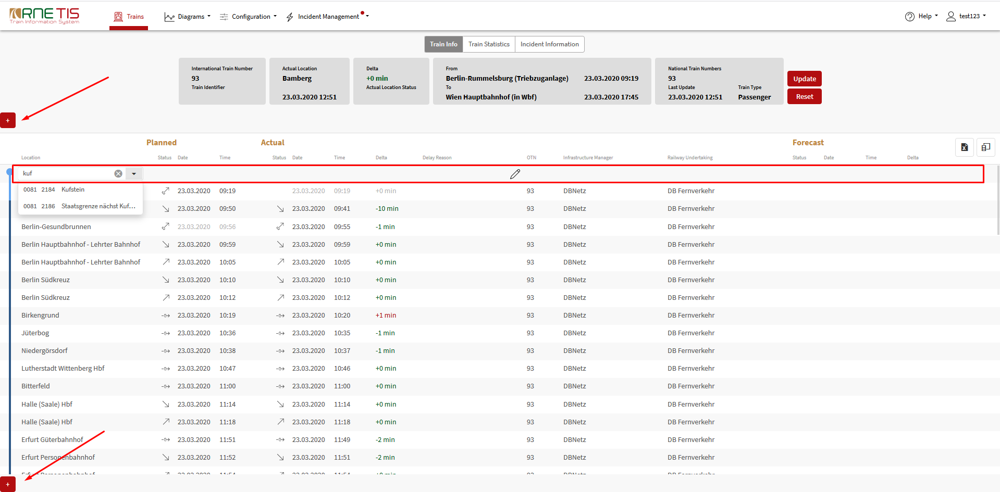 RNE TIS
Train Information System
Trains Diagrams Configuration Incident Management Help test123
Train Info Train Statistics Incident Information
International Train Number
93
Train Identifier
Actual Location
Bamberg
23.03.2020 12:51
Delta
+0 min
Actual Location Status
From
Berlin-Rummelsburg (Triebzuganlage) 23.03.2020 09:19
To
Wien Hauptbahnhof (in Wbf) 23.03.2020 17:45
National Train Numbers
93
Last Update Train Type
23.03.2020 12:51 Passenger
Update
Reset
+
Planned Actual Forecast
Location Status Date Time Status Date Time Delta Delay Reason OTN Infrastructure Manager Railway Undertaking Status Date Time Delta
kuf
0081 2184 Kufstein
0081 2186 Staatsgrenze nächst Kuf...
23.03.2020 09:19 23.03.2020 09:19 +0 min 93 DBNetz DB Fernverkehr
23.03.2020 09:50 23.03.2020 09:41 -10 min 93 DBNetz DB Fernverkehr
Berlin-Gesundbrunnen 23.03.2020 09:56 23.03.2020 09:55 -1 min 93 DBNetz DB Fernverkehr
Berlin Hauptbahnhof - Lehrter Bahnhof 23.03.2020 09:59 23.03.2020 09:59 +0 min 93 DBNetz DB Fernverkehr
Berlin Hauptbahnhof - Lehrter Bahnhof 23.03.2020 10:05 23.03.2020 10:05 +0 min 93 DBNetz DB Fernverkehr
Berlin Südkreuz 23.03.2020 10:10 23.03.2020 10:10 +0 min 93 DBNetz DB Fernverkehr
Berlin Südkreuz 23.03.2020 10:12 23.03.2020 10:12 +0 min 93 DBNetz DB Fernverkehr
Birkengrund 23.03.2020 10:19 23.03.2020 10:20 +1 min 93 DBNetz DB Fernverkehr
Jüterbog 23.03.2020 10:36 23.03.2020 10:35 -1 min 93 DBNetz DB Fernverkehr
Niedergörsdorf 23.03.2020 10:38 23.03.2020 10:37 -1 min 93 DBNetz DB Fernverkehr
Lutherstadt Wittenberg Hbf 23.03.2020 10:47 23.03.2020 10:46 +0 min 93 DBNetz DB Fernverkehr
Bitterfeld 23.03.2020 11:00 23.03.2020 11:00 +0 min 93 DBNetz DB Fernverkehr
Halle (Saale) Hbf 23.03.2020 11:14 23.03.2020 11:14 +0 min 93 DBNetz DB Fernverkehr
Halle (Saale) Hbf 23.03.2020 11:18 23.03.2020 11:18 +0 min 93 DBNetz DB Fernverkehr
Erfurt Güterbahnhof 23.03.2020 11:51 23.03.2020 11:49 -2 min 93 DBNetz DB Fernverkehr
Erfurt Personenbahnhof 23.03.2020 11:52 23.03.2020 11:51 -2 min 93 DBNetz DB Fernverkehr
+